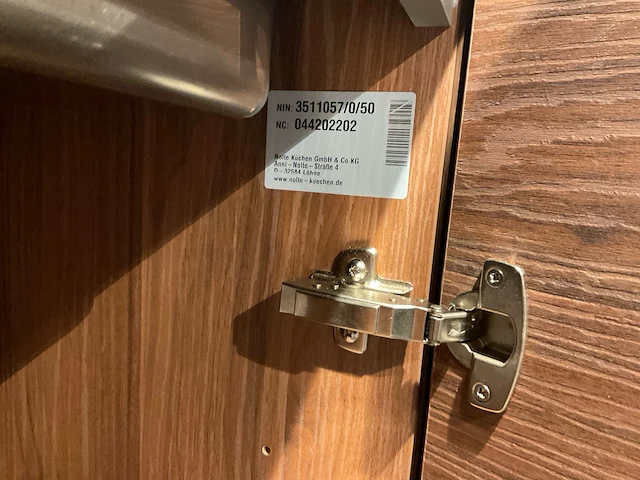 NIN: 3511057/0/50
NC: 044202202
Nolte Küchen GmbH & Co.KG
Anni-Nolte-Straße 4
D-32584 Löhne
www.nolte-kuechen.de